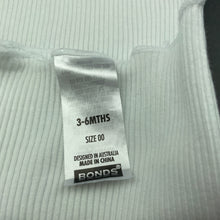 3-6MTHS
SIZE 00
DESIGNED IN AUSTRALIA
MADE IN CHINA
BONDS